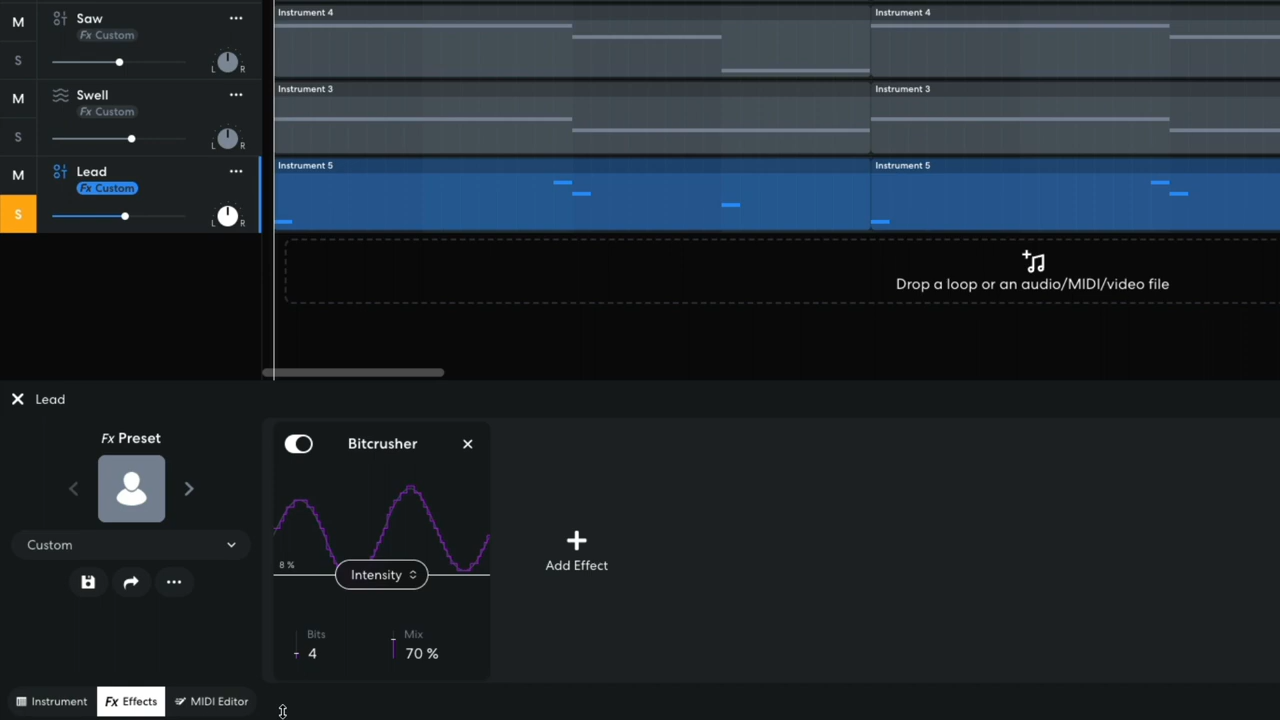 M
Saw
Fx Custom
S
L R
Instrument 4
Instrument 4
M
Swell
Fx Custom
S
L R
Instrument 3
Instrument 3
M
Lead
Fx Custom
S
L R
Instrument 5
Instrument 5
Drop a loop or an audio/MIDI/video file
Lead
Fx Preset
Custom
Bitcrusher
8 %
Intensity
Bits
4
Mix
70 %
Add Effect
Instrument
Fx Effects
MIDI Editor